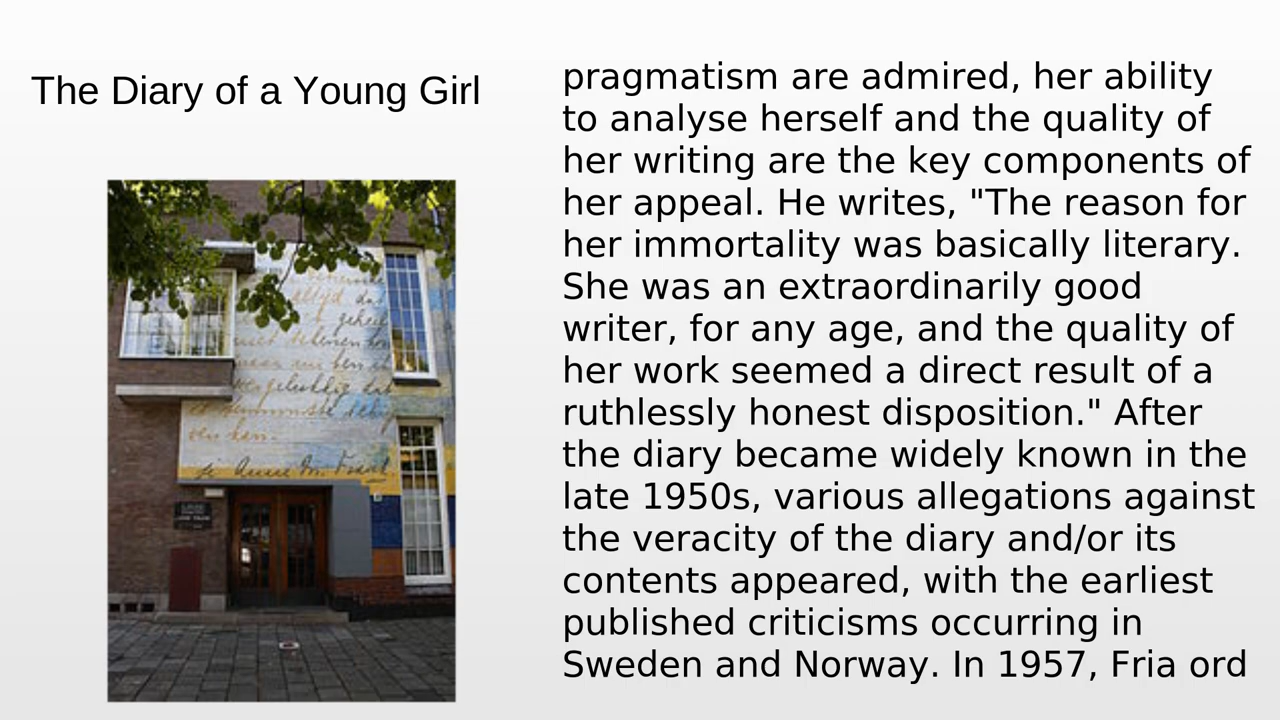 The Diary of a Young Girl
pragmatism are admired, her ability
to analyse herself and the quality of
her writing are the key components of
her appeal. He writes, "The reason for
her immortality was basically literary.
She was an extraordinarily good
writer, for any age, and the quality of
her work seemed a direct result of a
ruthlessly honest disposition." After
the diary became widely known in the
late 1950s, various allegations against
the veracity of the diary and/or its
contents appeared, with the earliest
published criticisms occurring in
Sweden and Norway. In 1957, Fria ord